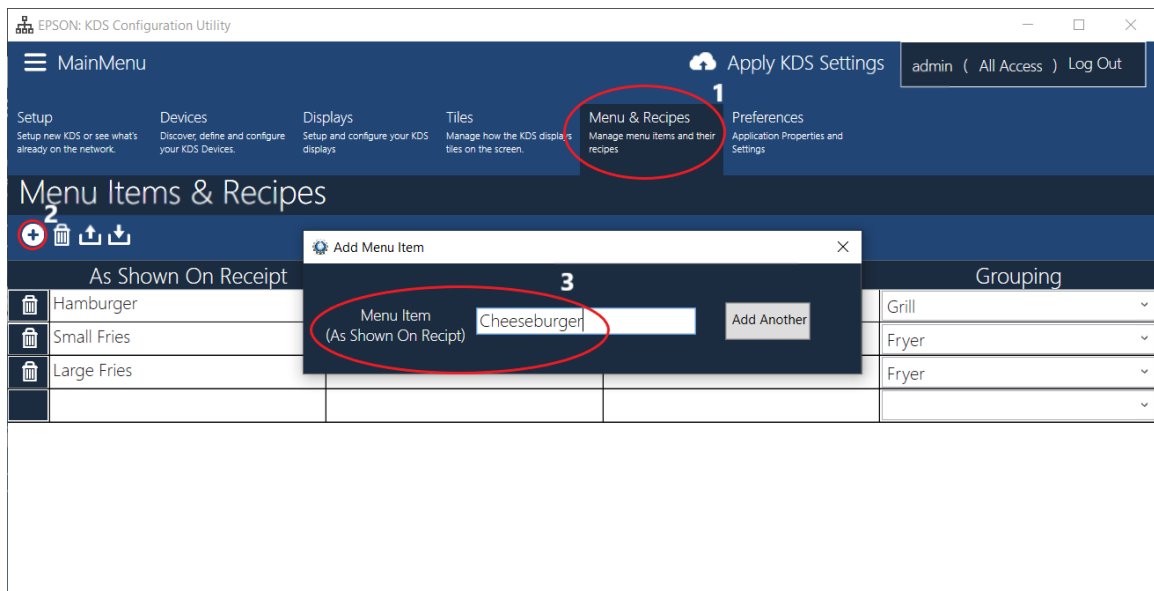 EPSON: KDS Configuration Utility
MainMenu
Apply KDS Settings
admin ( All Access ) Log Out
1
Setup
Setup new KDS or see what's
already on the network.
Devices
Discover, define and configure
your KDS Devices.
Displays
Setup and configure your KDS
displays
Tiles
Manage how the KDS displays
tiles on the screen.
Menu & Recipes
Manage menu items and their
recipes
Preferences
Application Properties and
Settings
Menu Items & Recipes
2
Add Menu Item
3
Menu Item
(As Shown On Recipt)
Cheeseburger
Add Another
As Shown On Receipt
Grouping
Hamburger
Grill
Small Fries
Fryer
Large Fries
Fryer